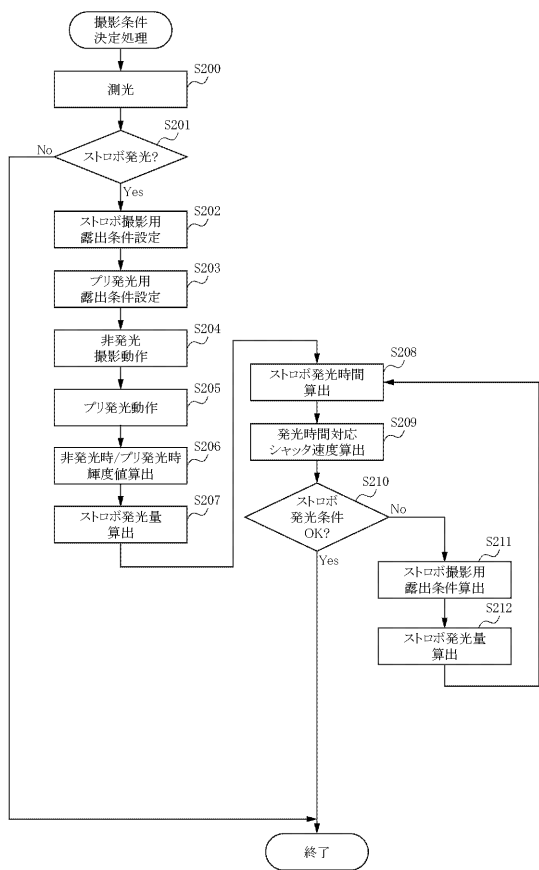 撮影条件
決定処理
S200
測光
S201
ストロボ発光?
No
Yes
S202
ストロボ撮影用
露出条件設定
S203
プリ発光用
露出条件設定
S204
非発光
撮影動作
S205
プリ発光動作
S206
非発光時/プリ発光時
輝度値算出
S207
ストロボ発光量
算出
S208
ストロボ発光時間
算出
S209
発光時間対応
シャッタ速度算出
S210
ストロボ
発光条件
OK?
No
Yes
S211
ストロボ撮影用
露出条件算出
S212
ストロボ発光量
算出
終了